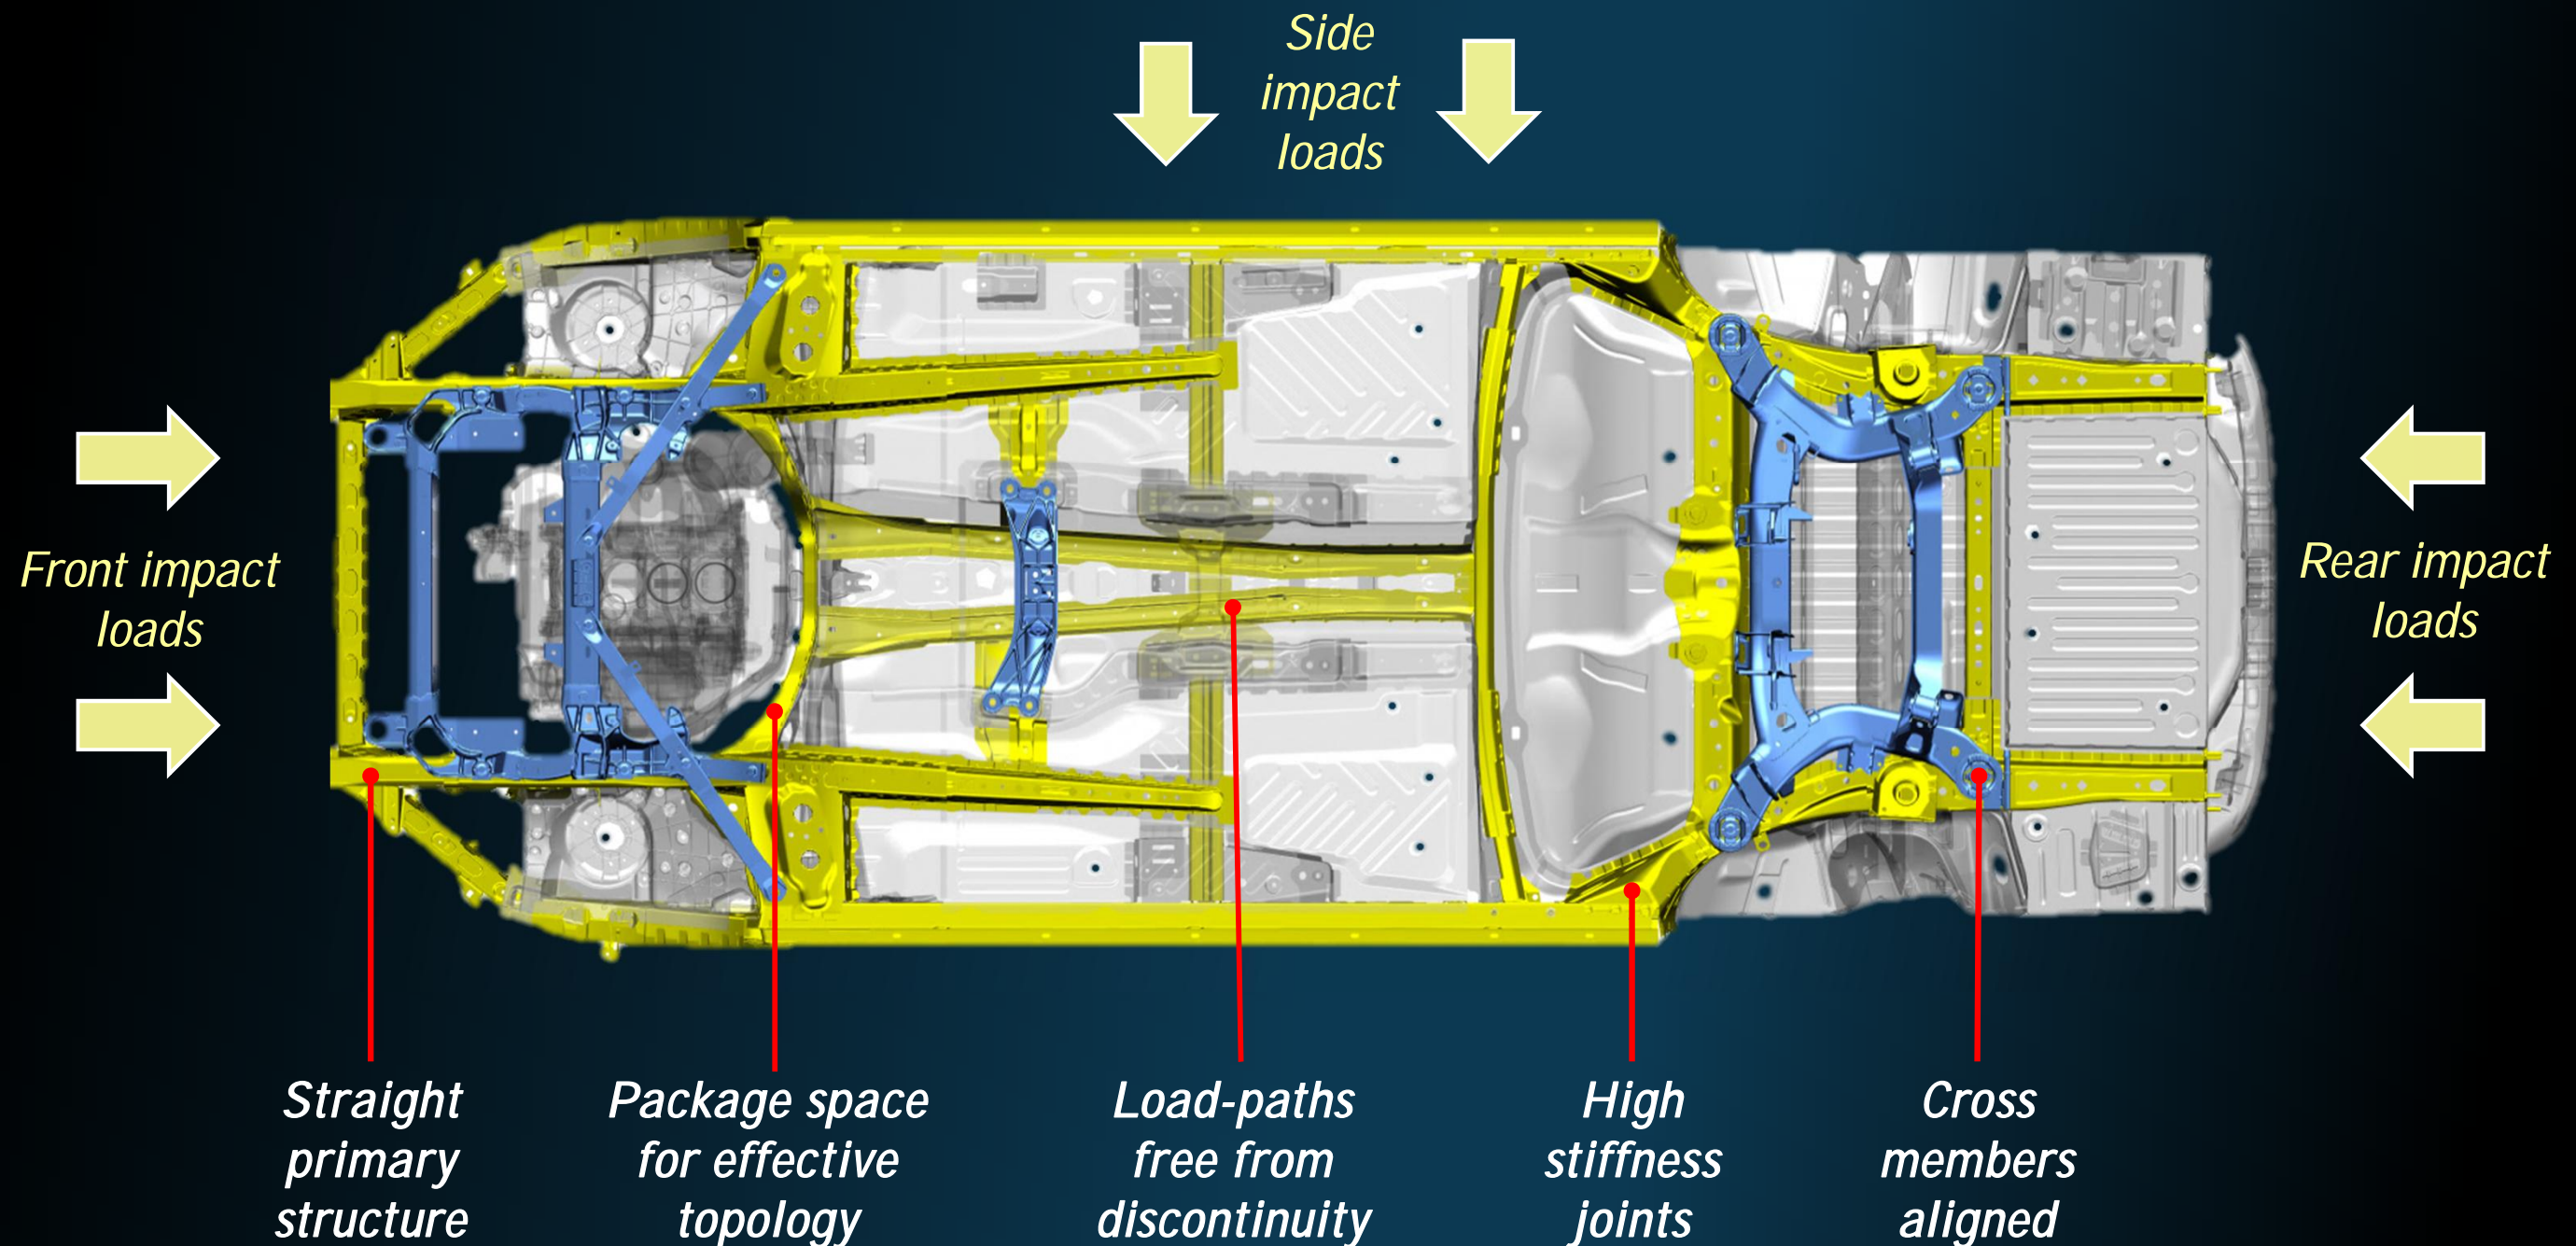 Side
impact
loads
Front impact
loads
Rear impact
loads
Straight
primary
structure
Package space
for effective
topology
Load-paths
free from
discontinuity
High
stiffness
joints
Cross
members
aligned